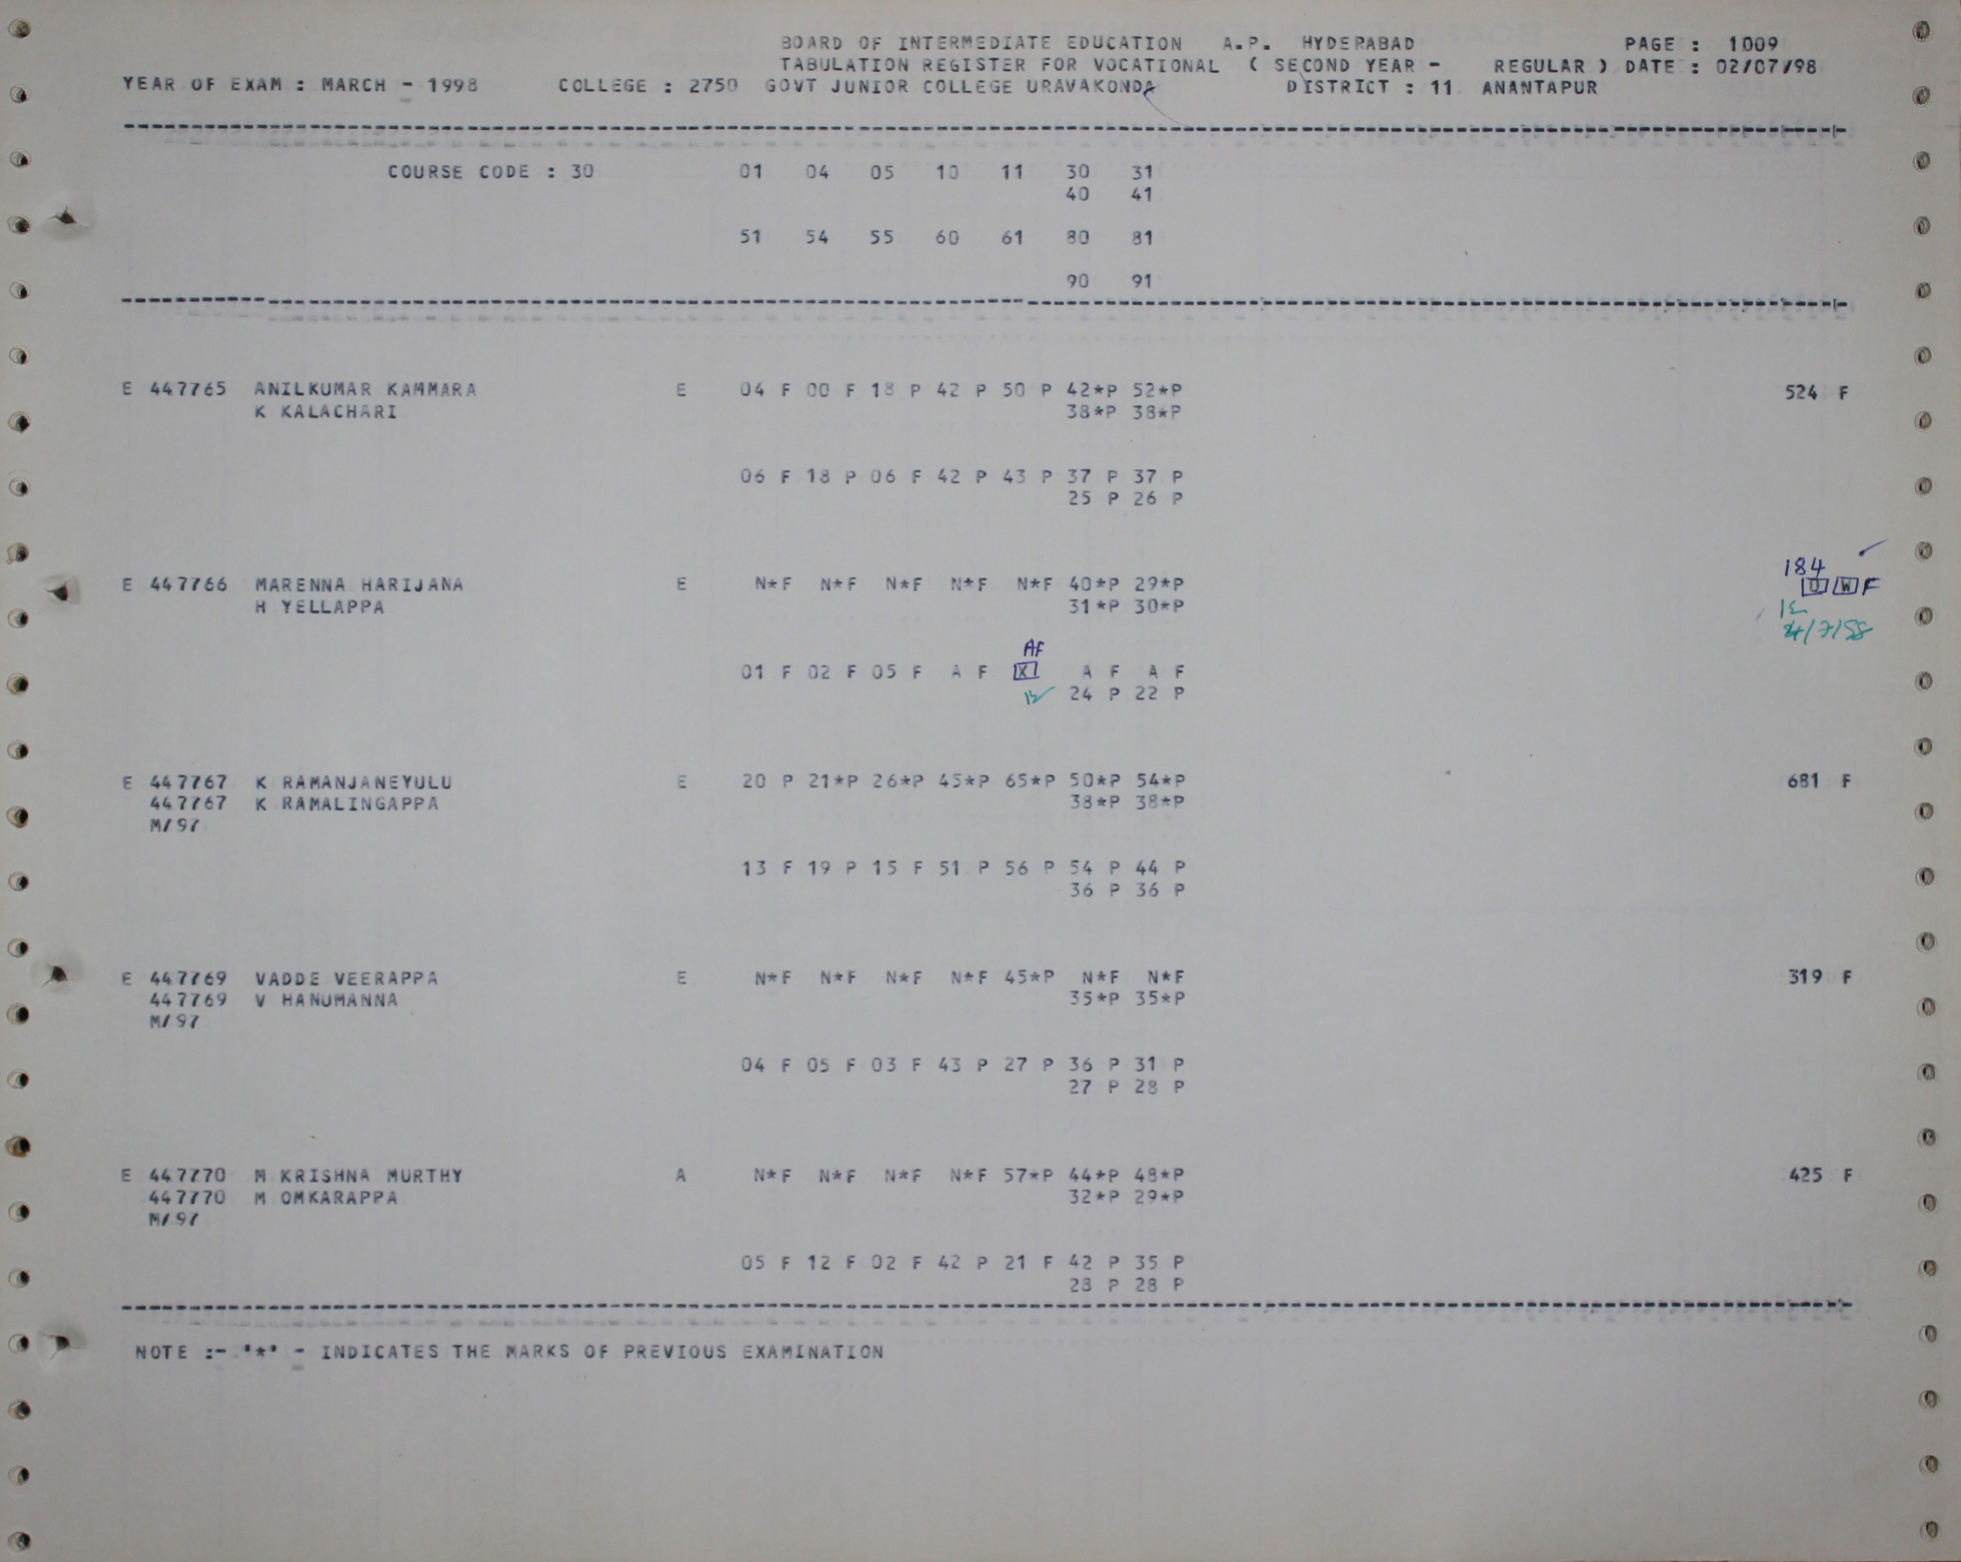 BOARD OF INTERMEDIATE EDUCATION A.P. HYDERABAD PAGE : 1009
TABULATION REGISTER FOR VOCATIONAL ( SECOND YEAR - REGULAR ) DATE : 02/07/98
YEAR OF EXAM : MARCH - 1998 COLLEGE : 2750 GOVT JUNIOR COLLEGE URAVAKONDA DISTRICT : 11 ANANTAPUR
COURSE CODE : 30 01 04 05 10 11 30 31
40 41
51 54 55 60 61 80 81
90 91
E 447765 ANILKUMAR KAMMARA E 04 F 00 F 18 P 42 P 50 P 42*P 52*P 524 F
K KALACHARI 38*P 38*P
06 F 18 P 06 F 42 P 43 P 37 P 37 P
25 P 26 P
184
E 447766 MARENNA HARIJANA E N*F N*F N*F N*F N*F 40*P 29*P W F
H YELLAPPA 31*P 30*P
AF
01 F 02 F 05 F A F X A F A F
24 P 22 P
E 447767 K RAMANJANEYULU E 20 P 21*P 26*P 45*P 65*P 50*P 54*P 681 F
447767 K RAMALINGAPPA 38*P 38*P
M/97
13 F 19 P 15 F 51 P 56 P 54 P 44 P
36 P 36 P
E 447769 VADDE VEERAPPA E N*F N*F N*F N*F 45*P N*F N*F 319 F
447769 V HANUMANNA 35*P 35*P
M/97
04 F 05 F 03 F 43 P 27 P 36 P 31 P
27 P 28 P
E 447770 M KRISHNA MURTHY A N*F N*F N*F N*F 57*P 44*P 48*P 425 F
447770 M OMKARAPPA 32*P 29*P
M/97
05 F 12 F 02 F 42 P 21 F 42 P 35 P
28 P 28 P
NOTE :- '*' - INDICATES THE MARKS OF PREVIOUS EXAMINATION